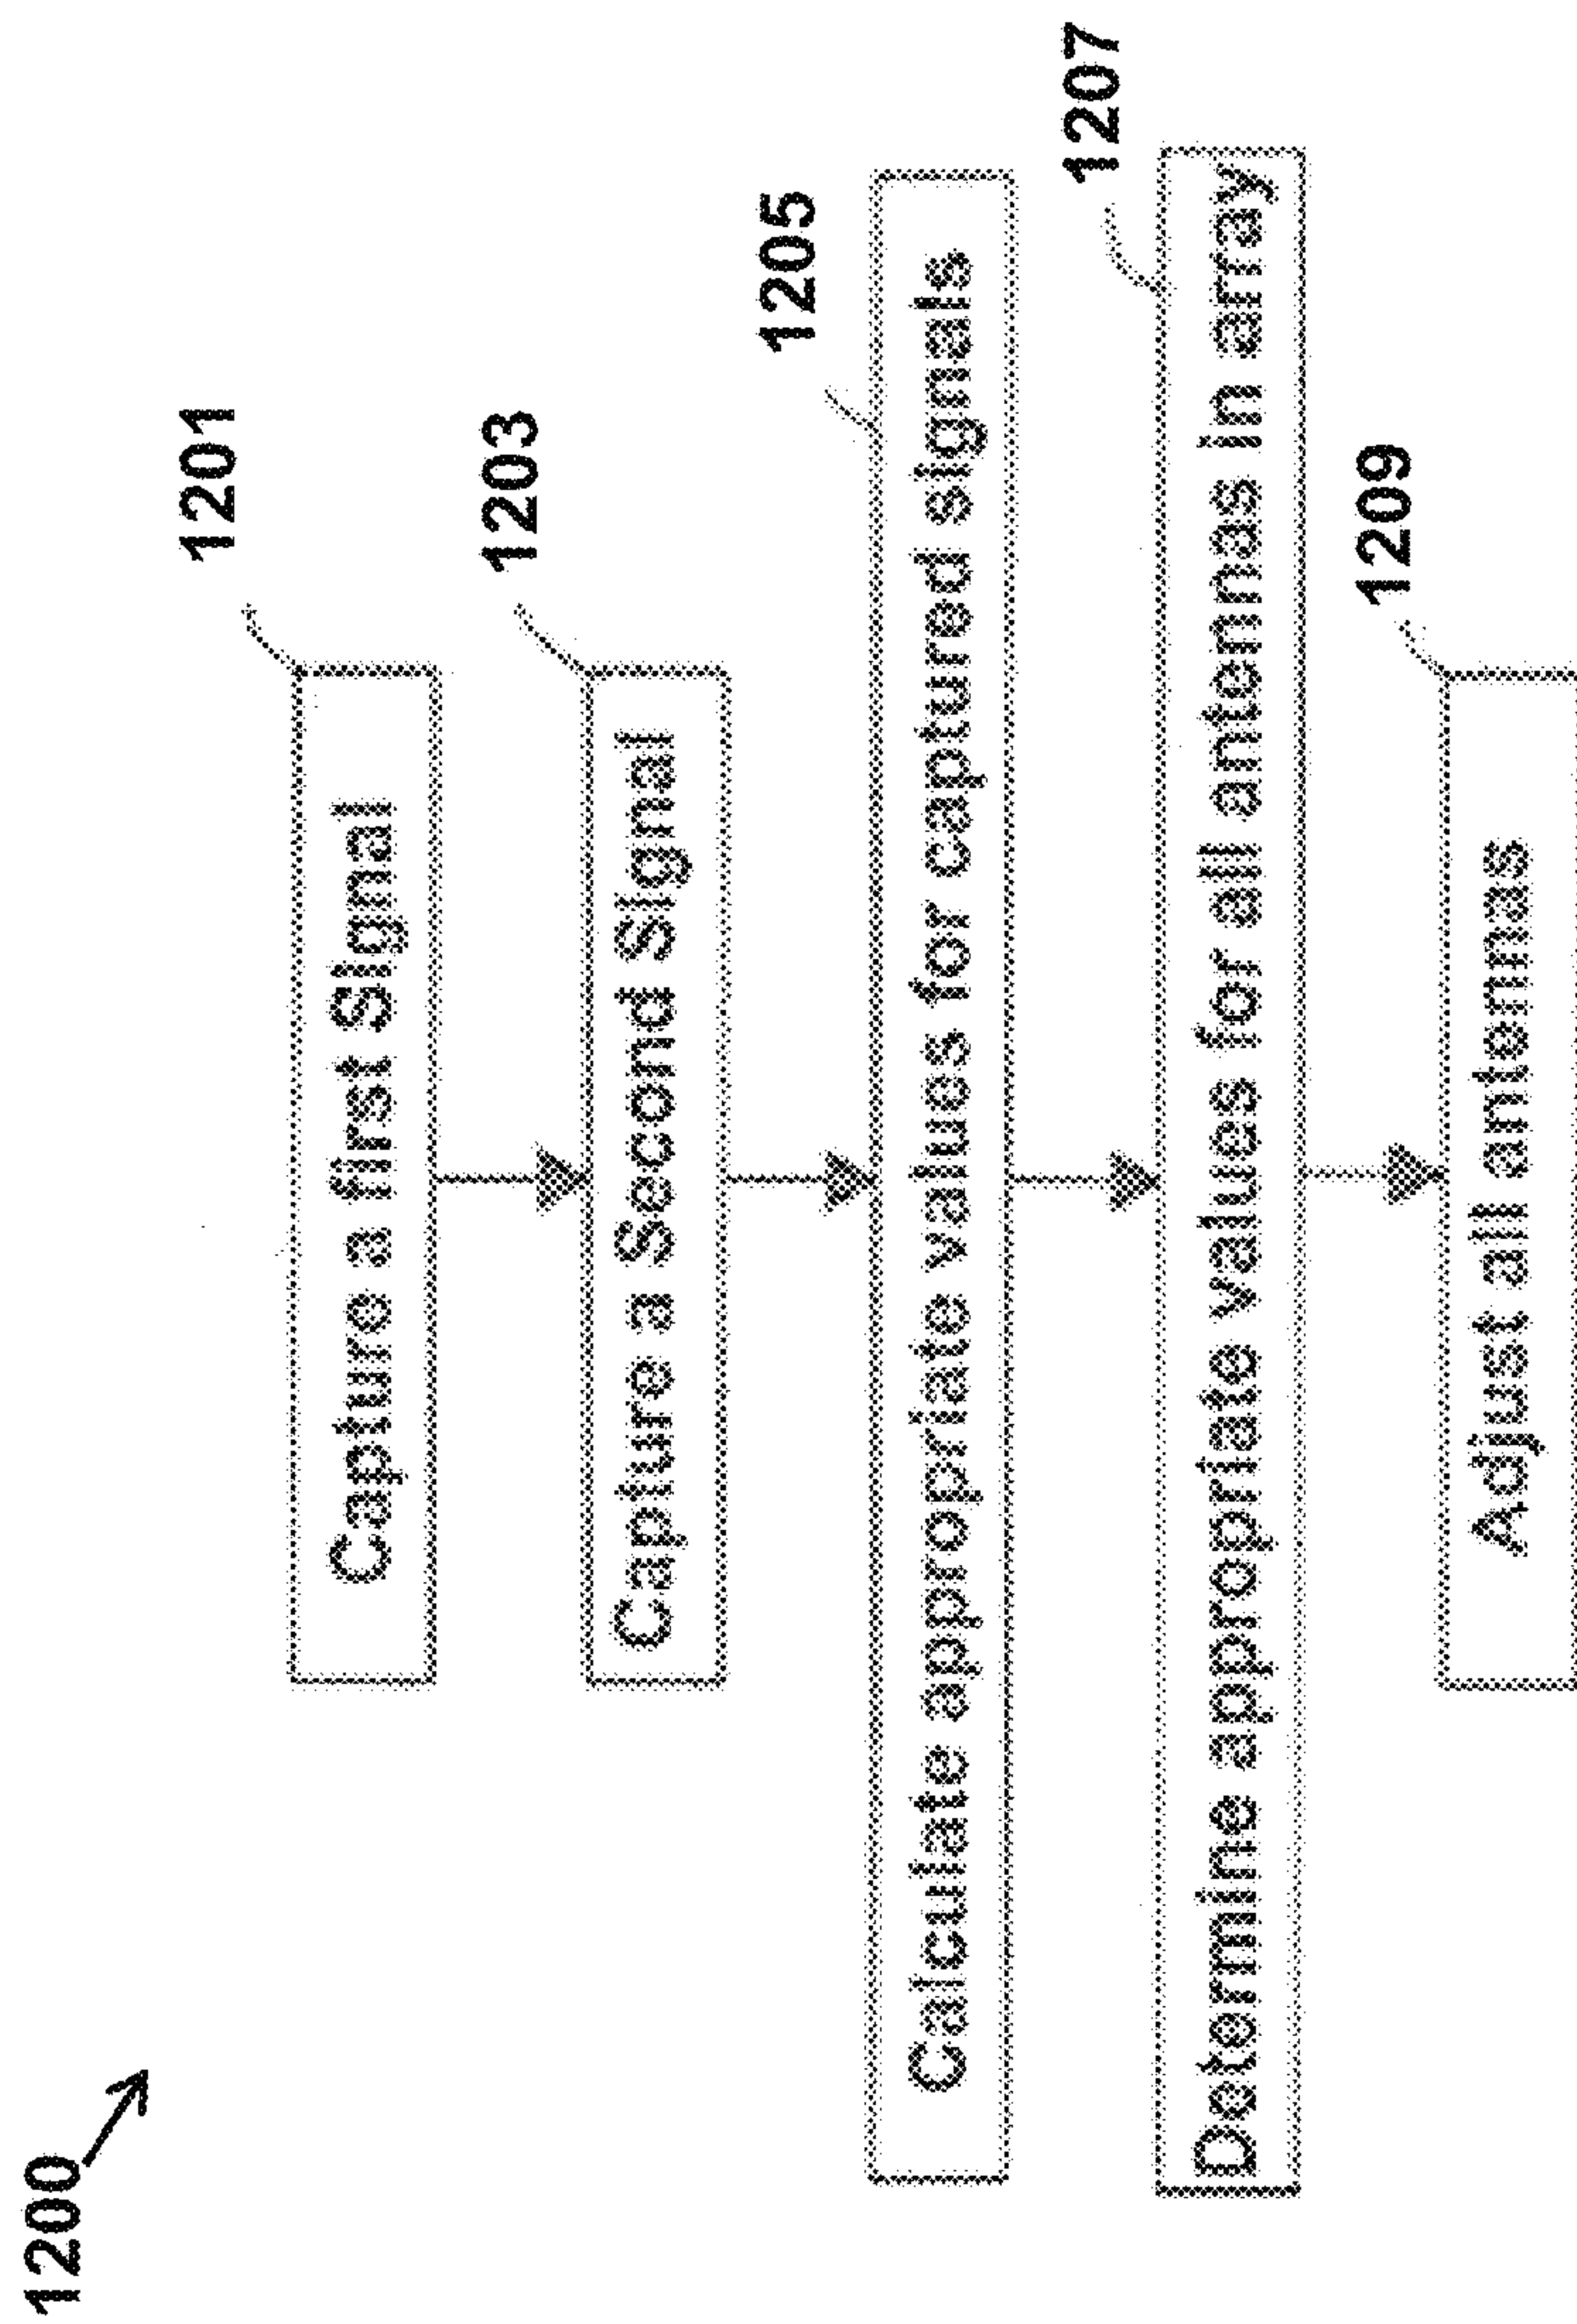 1200
1201
Capture a first Signal
1203
Capture a Second Signal
1205
Calculate appropriate values for captured signals
1207
Determine appropriate values for all antennas in array
1209
Adjust all antennas